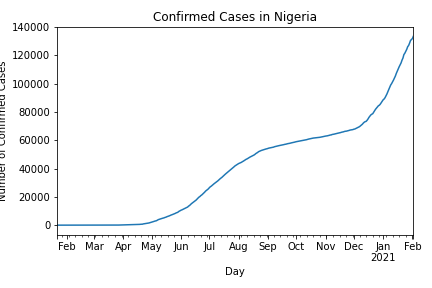 Confirmed Cases in Nigeria
140000
120000
100000
80000
60000
40000
20000
0
Number of Confirmed Cases
Feb Mar Apr May Jun Jul Aug Sep Oct Nov Dec Jan Feb
2021
Day